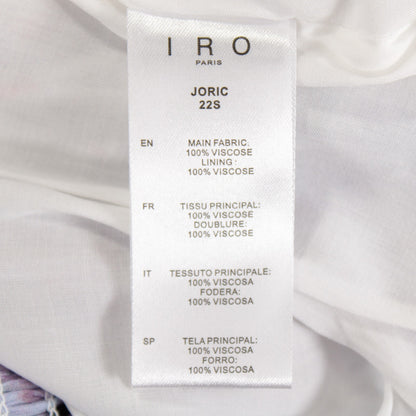 IRO
PARIS
JORIC
22S
EN MAIN FABRIC:
100% VISCOSE
LINING :
100% VISCOSE
FR TISSU PRINCIPAL:
100% VISCOSE
DOUBLURE:
100% VISCOSE
IT TESSUTO PRINCIPALE:
100% VISCOSA
FODERA:
100% VISCOSA
SP TELA PRINCIPAL:
100% VISCOSA
FORRO:
100% VISCOSA